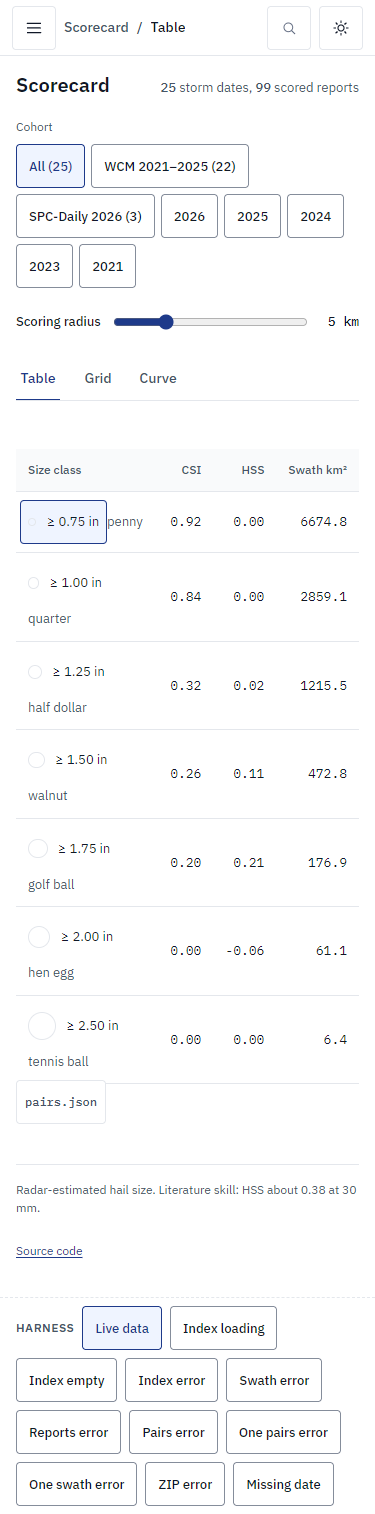 Scorecard / Table
Scorecard
25 storm dates, 99 scored reports
Cohort
All (25) WCM 2021–2025 (22)
SPC-Daily 2026 (3) 2026 2025 2024
2023 2021
Scoring radius 5 km
Table Grid Curve
Size class CSI HSS Swath km²
≥ 0.75 in penny 0.92 0.00 6674.8
≥ 1.00 in
quarter 0.84 0.00 2859.1
≥ 1.25 in
half dollar 0.32 0.02 1215.5
≥ 1.50 in
walnut 0.26 0.11 472.8
≥ 1.75 in
golf ball 0.20 0.21 176.9
≥ 2.00 in
hen egg 0.00 -0.06 61.1
≥ 2.50 in
tennis ball 0.00 0.00 6.4
pairs.json
Radar-estimated hail size. Literature skill: HSS about 0.38 at 30
mm.
Source code
HARNESS Live data Index loading
Index empty Index error Swath error
Reports error Pairs error One pairs error
One swath error ZIP error Missing date